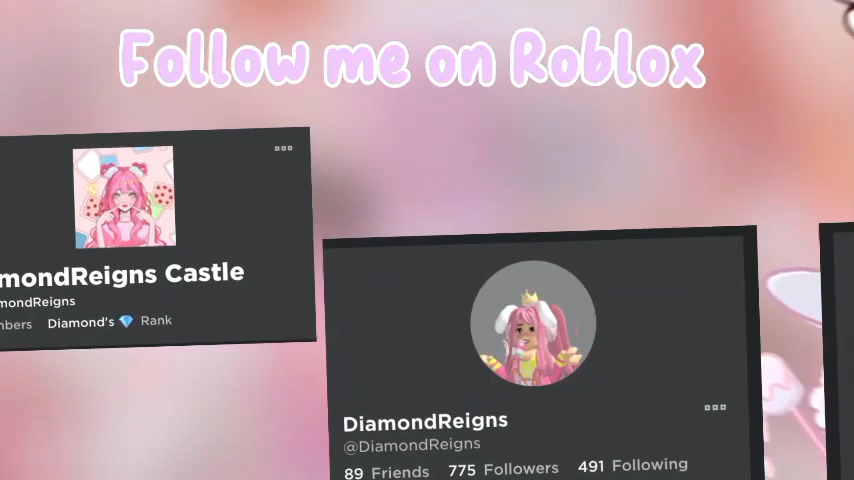 Follow me on Roblox
mondReigns Castle
mondReigns
nbers Diamond's 💎 Rank
DiamondReigns
@DiamondReigns
89 Friends 775 Followers 491 Following